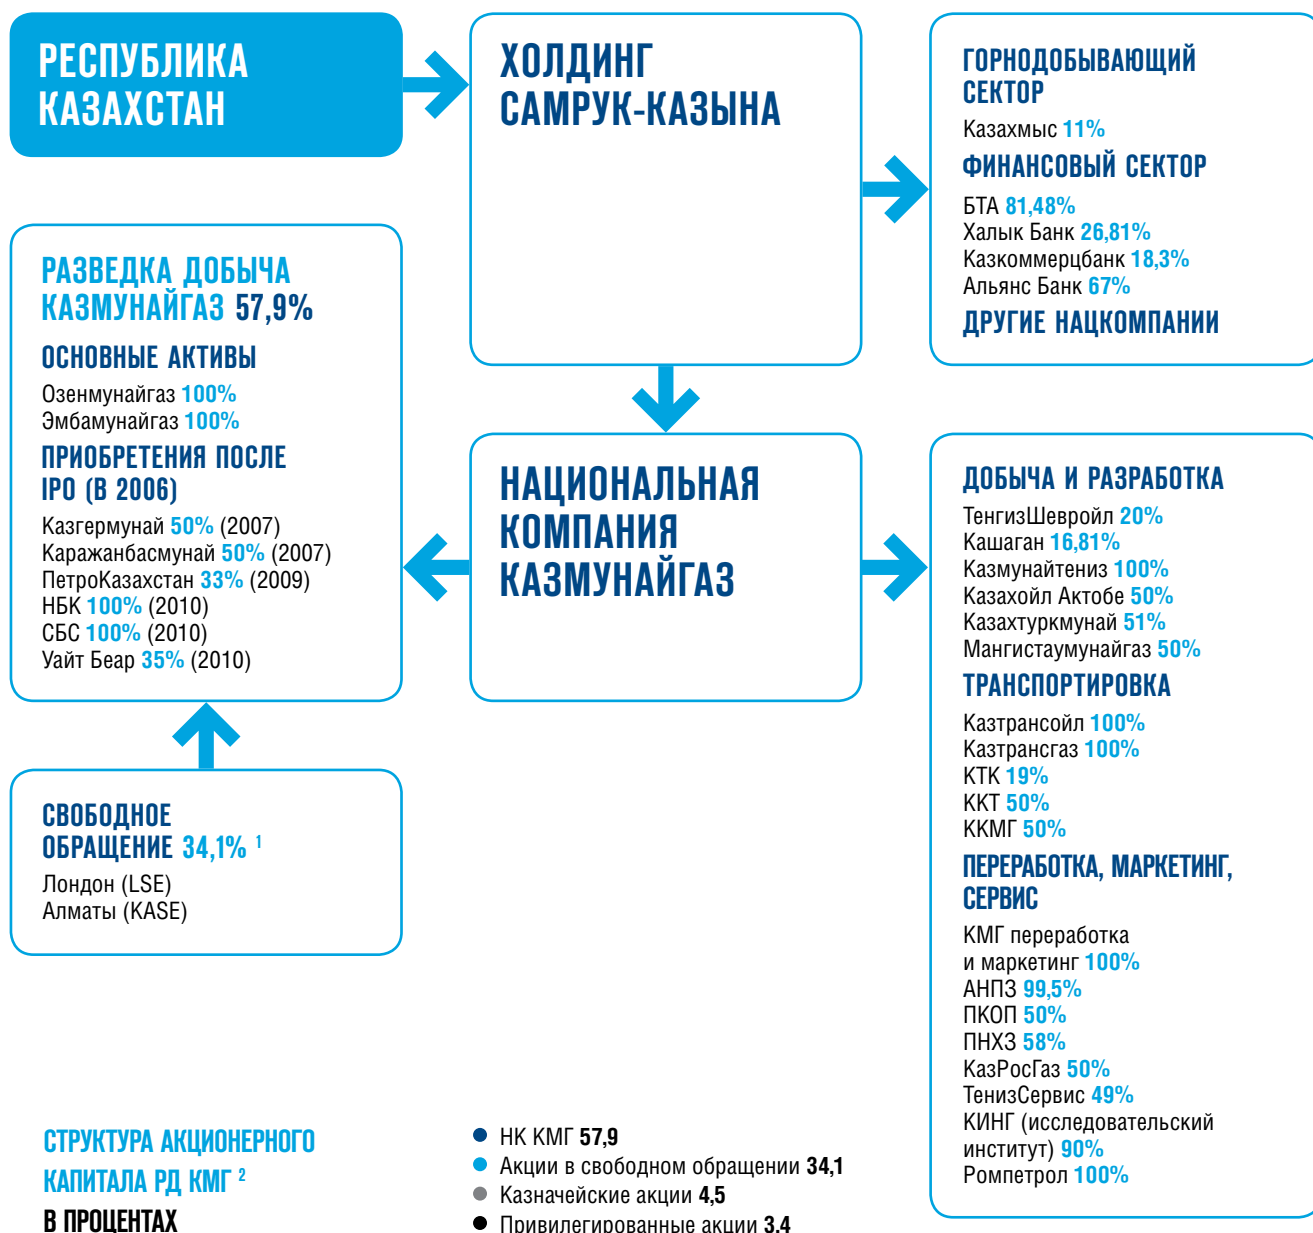 РЕСПУБЛИКА
КАЗАХСТАН
ХОЛДИНГ
САМРУК-КАЗЫНА
ГОРНОДОБЫВАЮЩИЙ
СЕКТОР
Казахмыс 11%
ФИНАНСОВЫЙ СЕКТОР
БТА 81,48%
Халык Банк 26,81%
Казкоммерцбанк 18,3%
Альянс Банк 67%
ДРУГИЕ НАЦКОМПАНИИ
РАЗВЕДКА ДОБЫЧА
КАЗМУНАЙГАЗ 57,9%
ОСНОВНЫЕ АКТИВЫ
Озенмунайгаз 100%
Эмбамунайгаз 100%
ПРИОБРЕТЕНИЯ ПОСЛЕ
IPO (В 2006)
Казгермунай 50% (2007)
Каражанбасмунай 50% (2007)
ПетроКазахстан 33% (2009)
НБК 100% (2010)
СБС 100% (2010)
Уайт Беар 35% (2010)
НАЦИОНАЛЬНАЯ
КОМПАНИЯ
КАЗМУНАЙГАЗ
ДОБЫЧА И РАЗРАБОТКА
ТенгизШевройл 20%
Кашаган 16,81%
Казмунайтениз 100%
Казахойл Актобе 50%
Казахтуркмунай 51%
Мангистаумунайгаз 50%
ТРАНСПОРТИРОВКА
Казтрансойл 100%
Казтрансгаз 100%
КТК 19%
ККТ 50%
ККМГ 50%
ПЕРЕРАБОТКА, МАРКЕТИНГ,
СЕРВИС
КМГ переработка
и маркетинг 100%
АНПЗ 99,5%
ПКОП 50%
ПНХЗ 58%
КазРосГаз 50%
ТенизСервис 49%
КИНГ (исследовательский
институт) 90%
Ромпетрол 100%
СВОБОДНОЕ
ОБРАЩЕНИЕ 34,1% 1
Лондон (LSE)
Алматы (KASE)
СТРУКТУРА АКЦИОНЕРНОГО
КАПИТАЛА РД КМГ 2
В ПРОЦЕНТАХ
НК КМГ 57,9
Акции в свободном обращении 34,1
Казначейские акции 4,5
Привилегированные акции 3,4